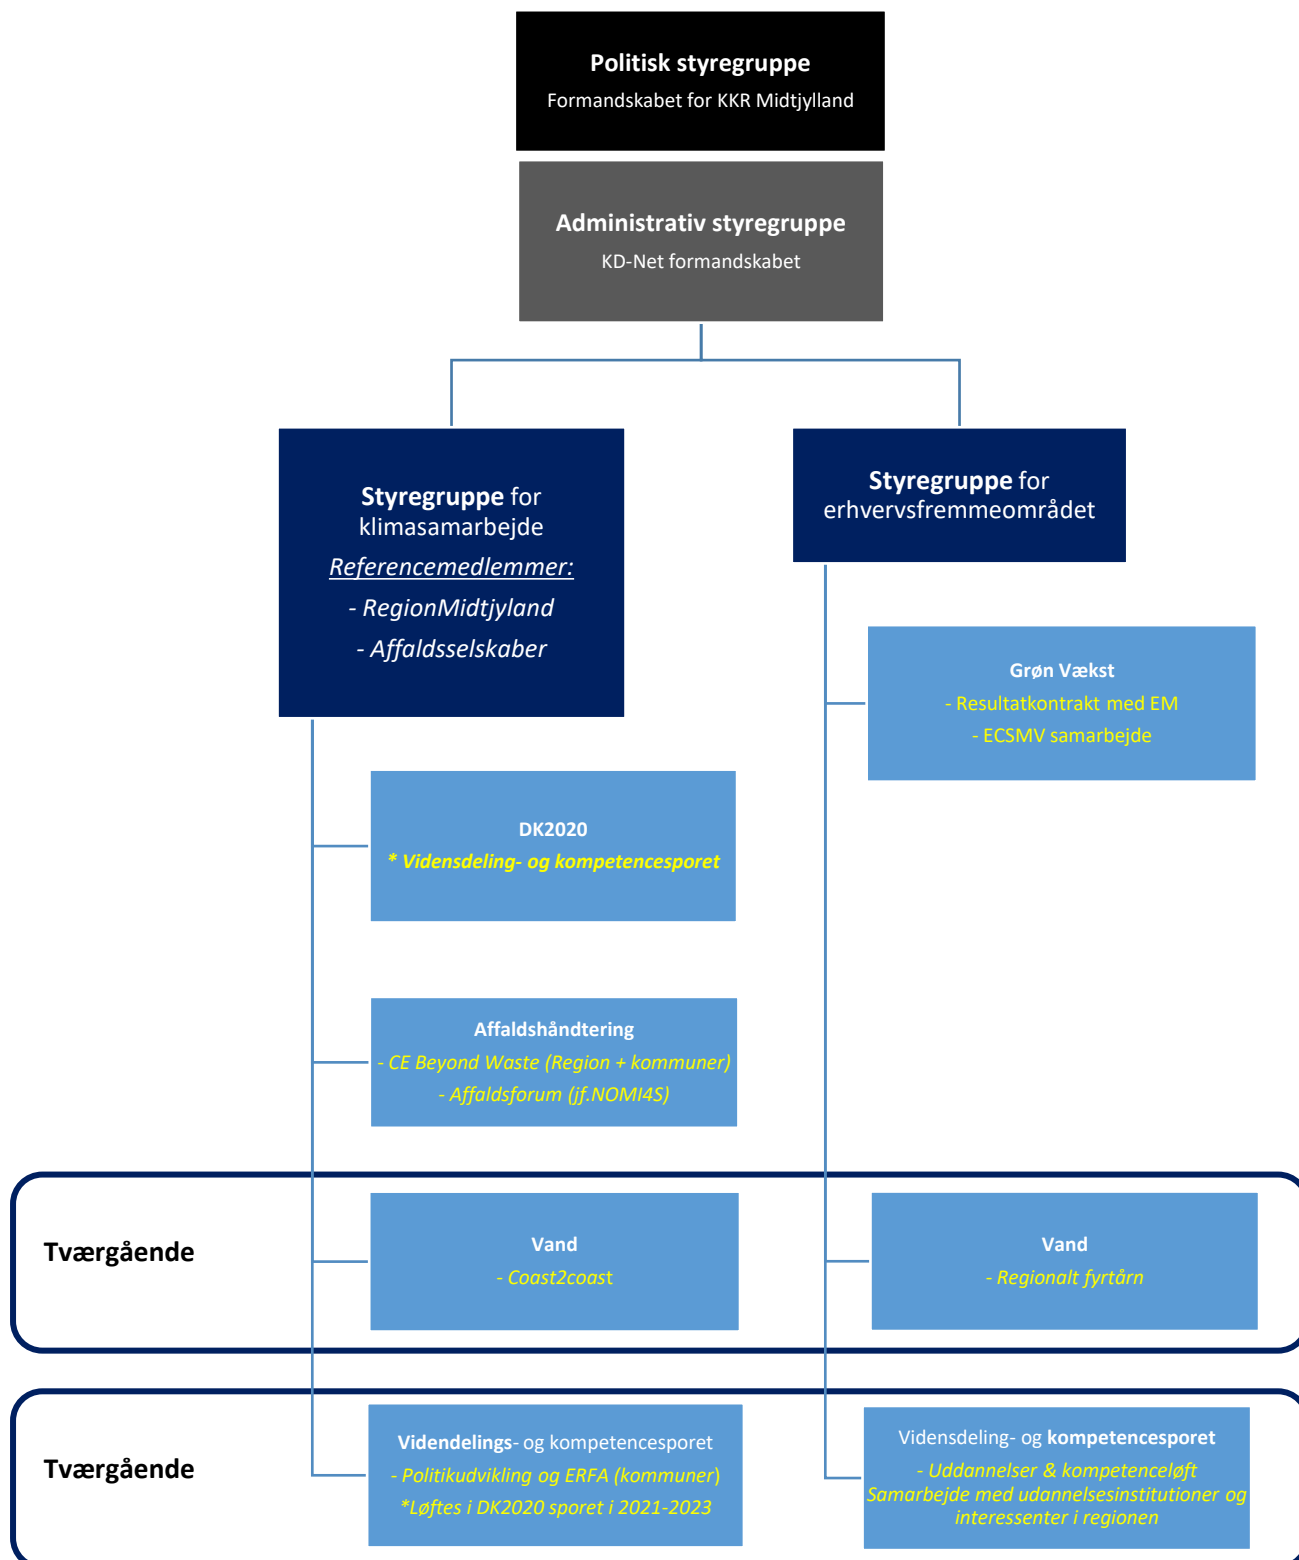 Politisk styregruppe
Formandskabet for KKR Midtjylland
Administrativ styregruppe
KD-Net formandskabet
Styregruppe for
klimasamarbejde
Referencemedlemmer:
- RegionMidtjyland
- Affaldsselskaber
Styregruppe for
erhvervsfremmeområdet
Grøn Vækst
- Resultatkontrakt med EM
- ECSMV samarbejde
DK2020
* Vidensdeling- og kompetencesporet
Affaldshåndtering
- CE Beyond Waste (Region + kommuner)
- Affaldsforum (jf.NOMI4S)
Tværgående
Vand
- Coast2coast
Vand
- Regionalt fyrtårn
Tværgående
Videndelings- og kompetencesporet
- Politikudvikling og ERFA (kommuner)
*Løftes i DK2020 sporet i 2021-2023
Vidensdeling- og kompetencesporet
- Uddannelser & kompetenceløft
Samarbejde med udannelsesinstitutioner og
interessenter i regionen